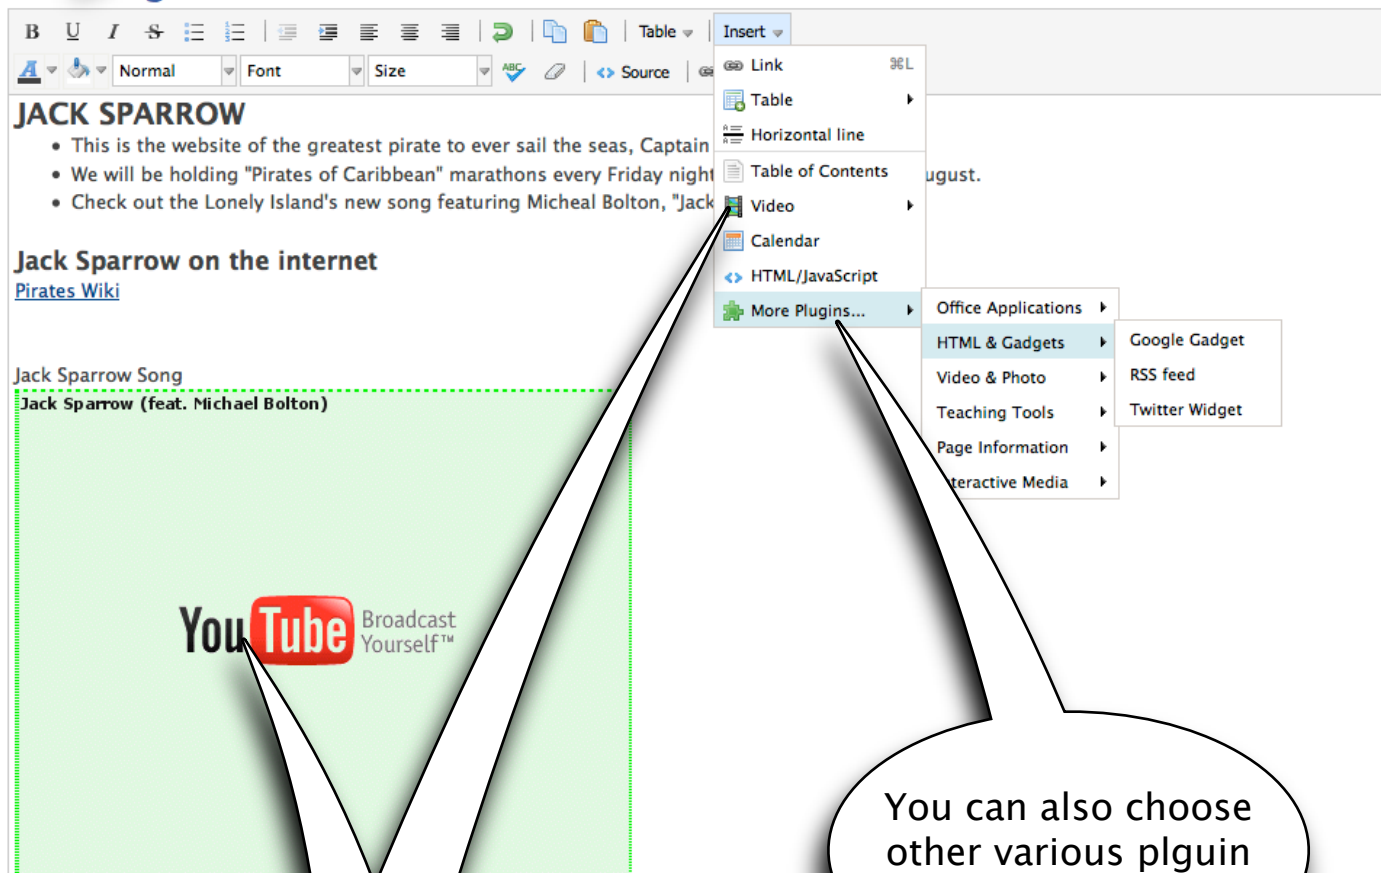 B U I S Table Insert
A Normal Font Size ABC Source
Link ⌘L
Table
Horizontal line
Table of Contents
Video
Calendar
HTML/JavaScript
More Plugins...
Office Applications
HTML & Gadgets
Video & Photo
Teaching Tools
Page Information
teractive Media
Google Gadget
RSS feed
Twitter Widget
JACK SPARROW
• This is the website of the greatest pirate to ever sail the seas, Captain
• We will be holding "Pirates of Caribbean" marathons every Friday night ugust.
• Check out the Lonely Island's new song featuring Micheal Bolton, "Jack
Jack Sparrow on the internet
Pirates Wiki
Jack Sparrow Song
Jack Sparrow (feat. Michael Bolton)
YouTube Broadcast
Yourself™
You can also choose
other various plguin